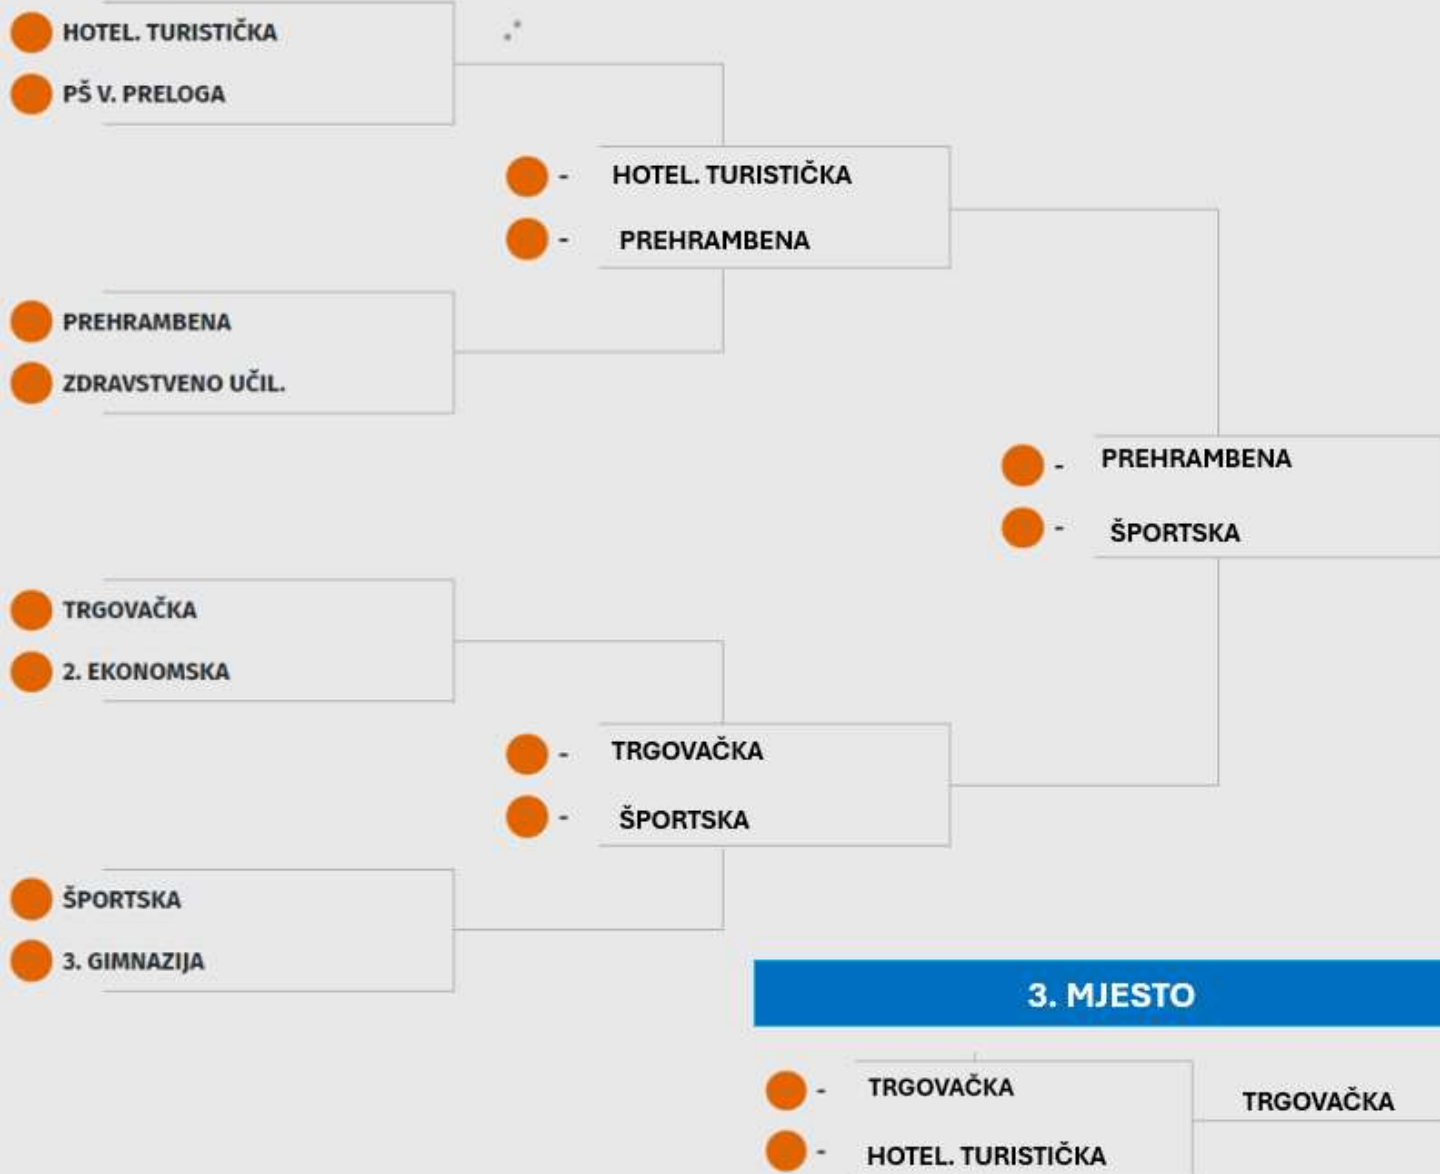 HOTEL. TURISTIČKA
PŠ V. PRELOGA
- HOTEL. TURISTIČKA
- PREHRAMBENA
PREHRAMBENA
ZDRAVSTVENO UČIL.
- PREHRAMBENA
- ŠPORTSKA
TRGOVAČKA
2. EKONOMSKA
- TRGOVAČKA
- ŠPORTSKA
ŠPORTSKA
3. GIMNAZIJA
3. MJESTO
- TRGOVAČKA
TRGOVAČKA
- HOTEL. TURISTIČKA